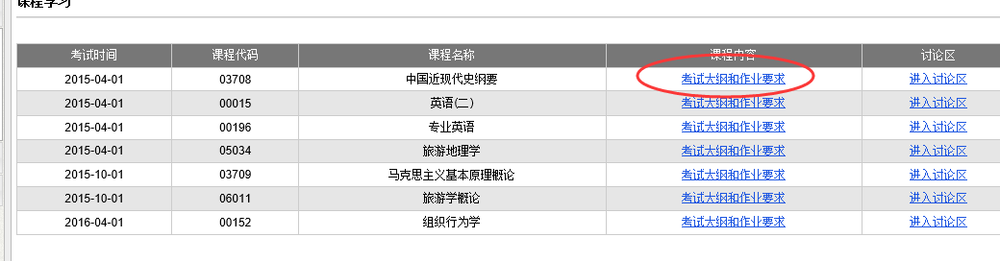 课程学习
考试时间 课程代码 课程名称 课程内容 讨论区
2015-04-01 03708 中国近现代史纲要 考试大纲和作业要求 进入讨论区
2015-04-01 00015 英语(二) 考试大纲和作业要求 进入讨论区
2015-04-01 00196 专业英语 考试大纲和作业要求 进入讨论区
2015-04-01 05034 旅游地理学 考试大纲和作业要求 进入讨论区
2015-10-01 03709 马克思主义基本原理概论 考试大纲和作业要求 进入讨论区
2015-10-01 06011 旅游学概论 考试大纲和作业要求 进入讨论区
2016-04-01 00152 组织行为学 考试大纲和作业要求 进入讨论区